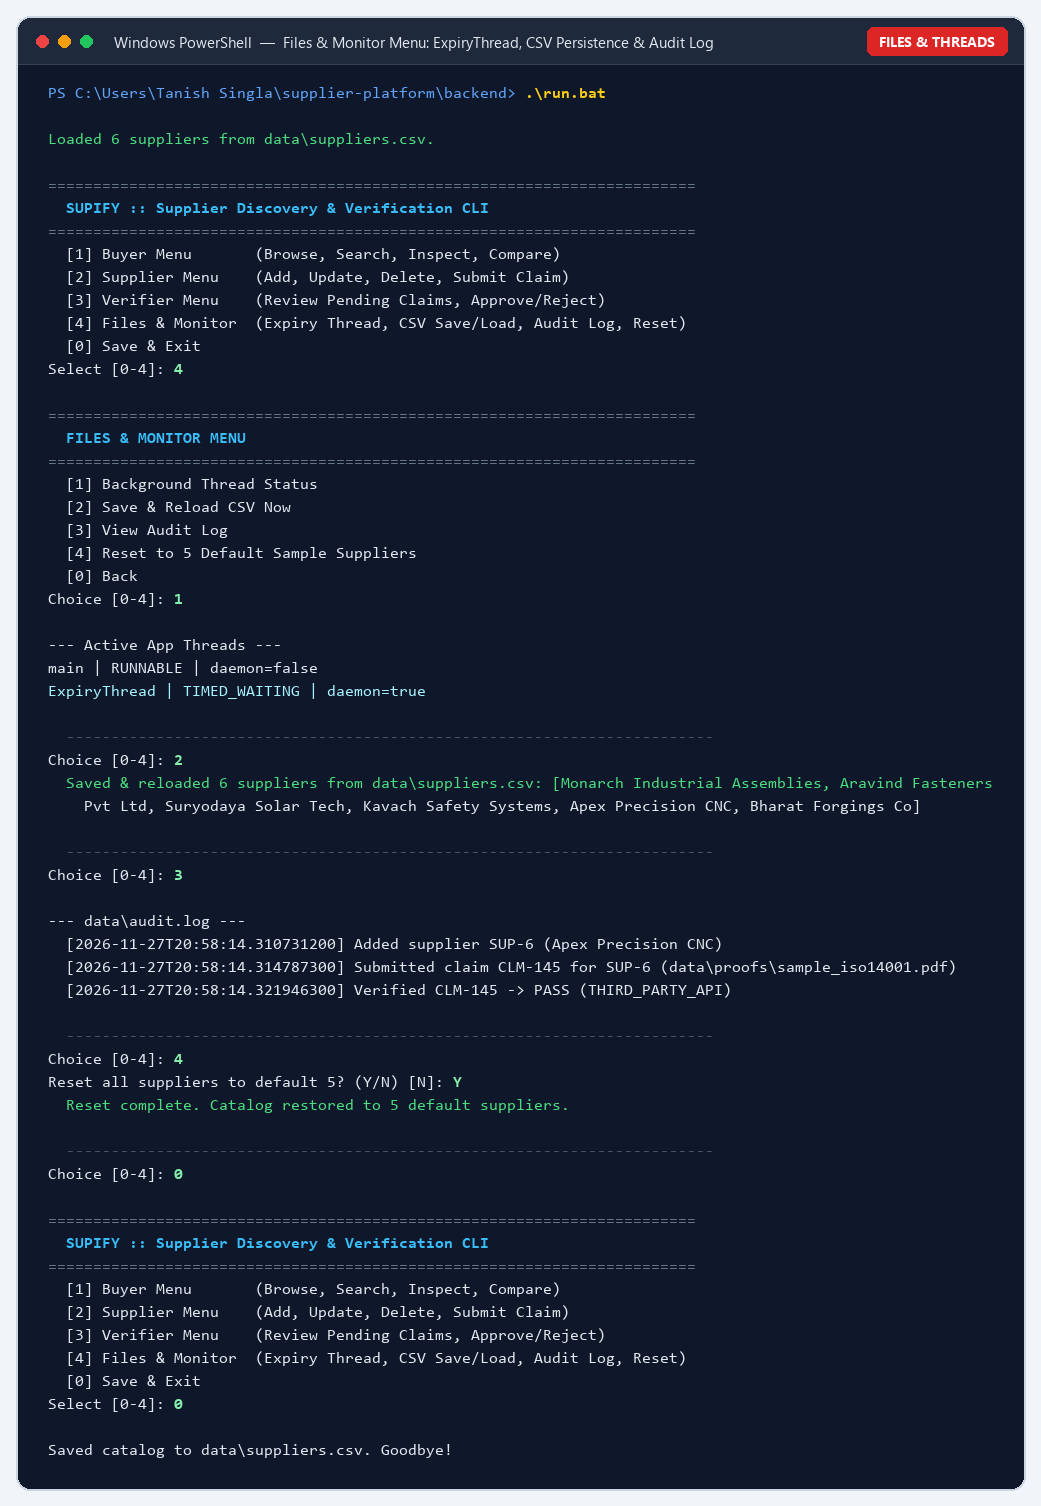 Windows PowerShell — Files & Monitor Menu: ExpiryThread, CSV Persistence & Audit Log
FILES & THREADS
PS C:\Users\Tanish Singla\supplier-platform\backend> .\run.bat
Loaded 6 suppliers from data\suppliers.csv.
========================================================================
SUPIFY :: Supplier Discovery & Verification CLI
========================================================================
[1] Buyer Menu       (Browse, Search, Inspect, Compare)
[2] Supplier Menu    (Add, Update, Delete, Submit Claim)
[3] Verifier Menu    (Review Pending Claims, Approve/Reject)
[4] Files & Monitor  (Expiry Thread, CSV Save/Load, Audit Log, Reset)
[0] Save & Exit
Select [0-4]: 4
========================================================================
FILES & MONITOR MENU
========================================================================
[1] Background Thread Status
[2] Save & Reload CSV Now
[3] View Audit Log
[4] Reset to 5 Default Sample Suppliers
[0] Back
Choice [0-4]: 1
--- Active App Threads ---
main | RUNNABLE | daemon=false
ExpiryThread | TIMED_WAITING | daemon=true
------------------------------------------------------------------------
Choice [0-4]: 2
Saved & reloaded 6 suppliers from data\suppliers.csv: [Monarch Industrial Assemblies, Aravind Fasteners
Pvt Ltd, Suryodaya Solar Tech, Kavach Safety Systems, Apex Precision CNC, Bharat Forgings Co]
------------------------------------------------------------------------
Choice [0-4]: 3
--- data\audit.log ---
[2026-11-27T20:58:14.310731200] Added supplier SUP-6 (Apex Precision CNC)
[2026-11-27T20:58:14.314787300] Submitted claim CLM-145 for SUP-6 (data\proofs\sample_iso14001.pdf)
[2026-11-27T20:58:14.321946300] Verified CLM-145 -> PASS (THIRD_PARTY_API)
------------------------------------------------------------------------
Choice [0-4]: 4
Reset all suppliers to default 5? (Y/N) [N]: Y
Reset complete. Catalog restored to 5 default suppliers.
------------------------------------------------------------------------
Choice [0-4]: 0
========================================================================
SUPIFY :: Supplier Discovery & Verification CLI
========================================================================
[1] Buyer Menu       (Browse, Search, Inspect, Compare)
[2] Supplier Menu    (Add, Update, Delete, Submit Claim)
[3] Verifier Menu    (Review Pending Claims, Approve/Reject)
[4] Files & Monitor  (Expiry Thread, CSV Save/Load, Audit Log, Reset)
[0] Save & Exit
Select [0-4]: 0
Saved catalog to data\suppliers.csv. Goodbye!